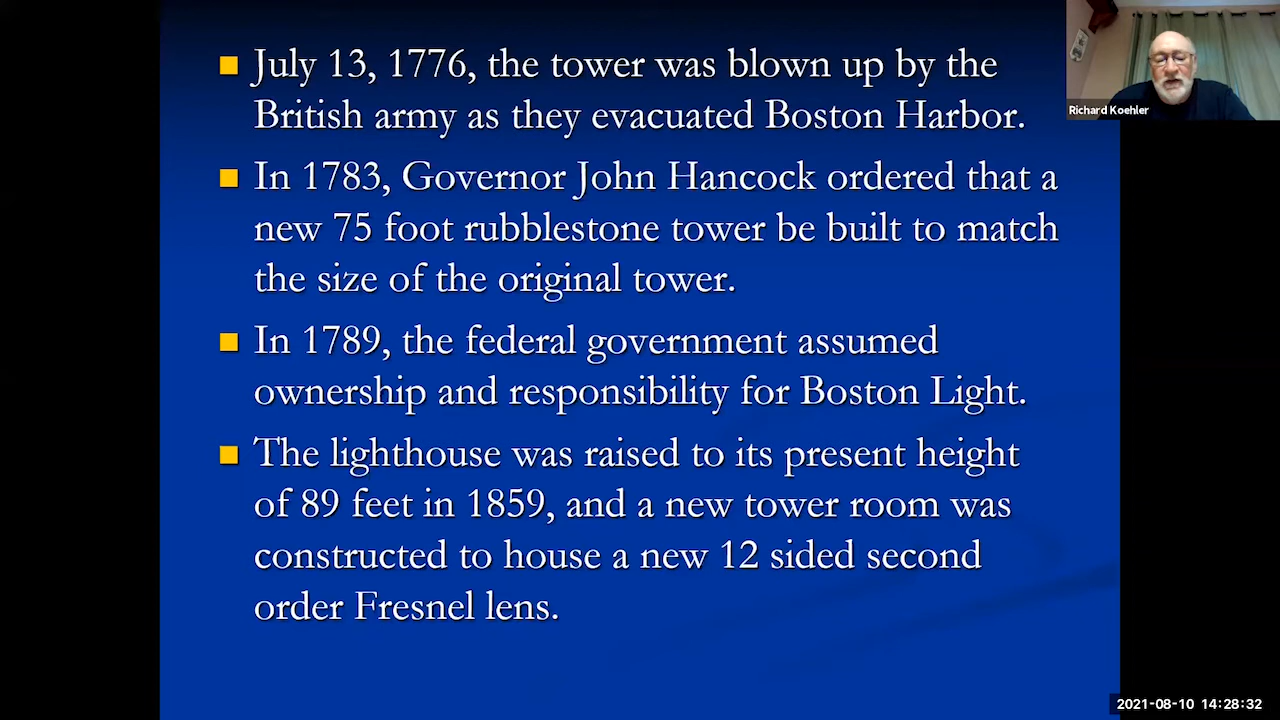 July 13, 1776, the tower was blown up by the
British army as they evacuated Boston Harbor.
In 1783, Governor John Hancock ordered that a
new 75 foot rubblestone tower be built to match
the size of the original tower.
In 1789, the federal government assumed
ownership and responsibility for Boston Light.
The lighthouse was raised to its present height
of 89 feet in 1859, and a new tower room was
constructed to house a new 12 sided second
order Fresnel lens.
Richard Koehler
2021-08-10 14:28:32